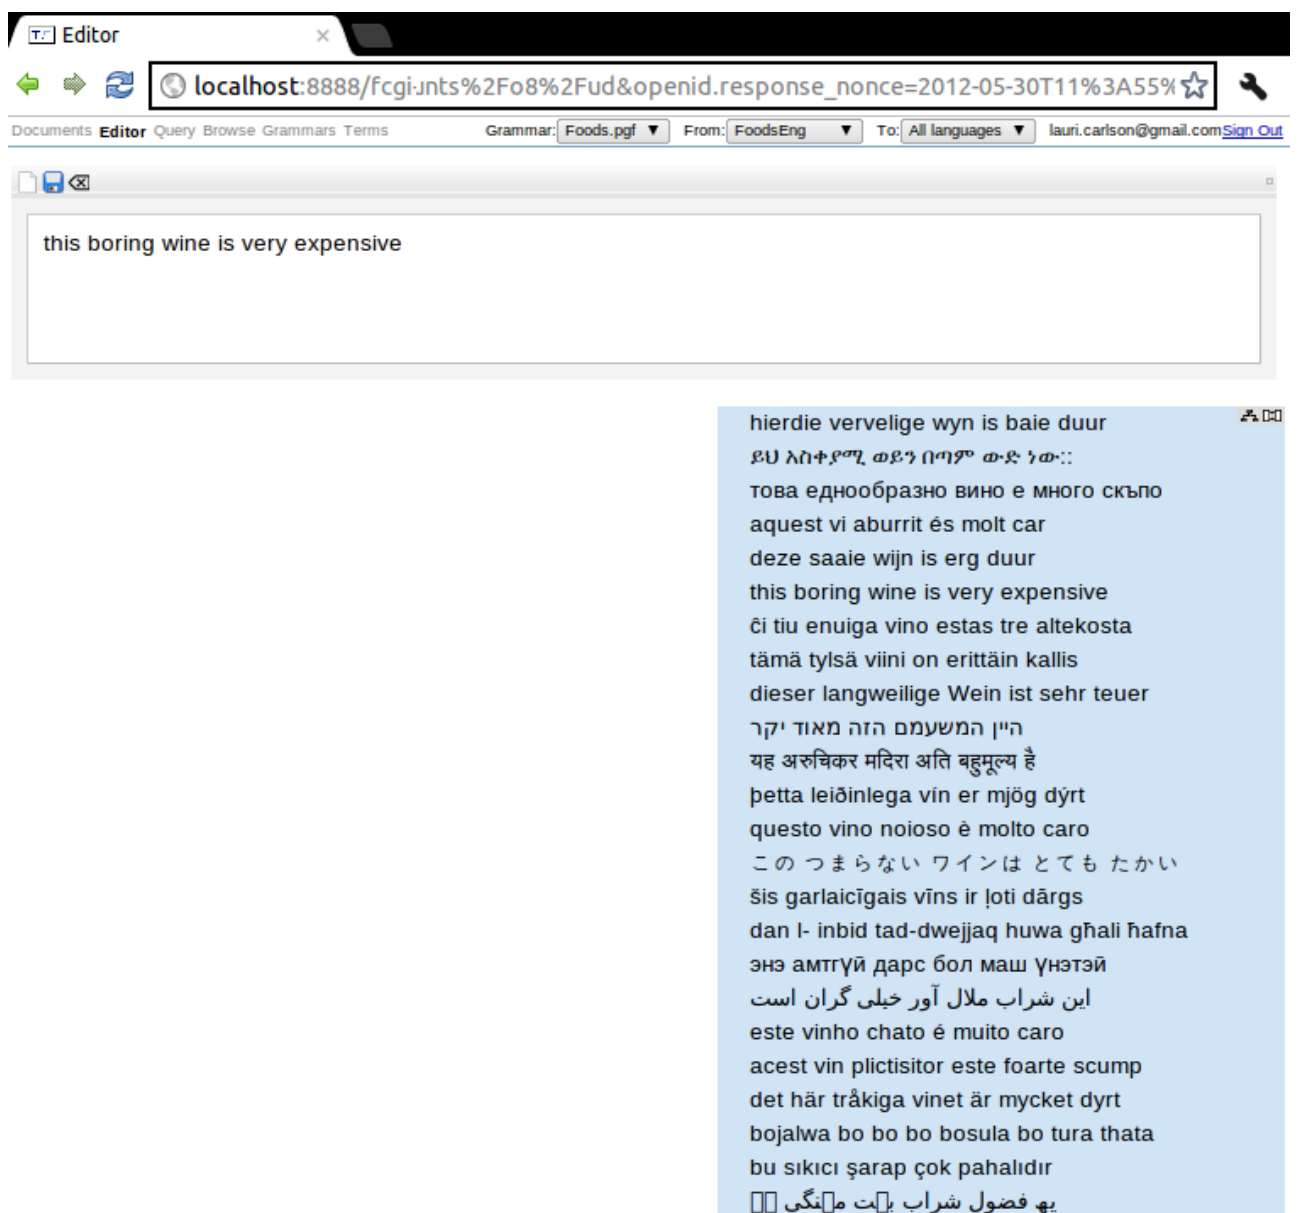 Editor
localhost:8888/fcgi-
nts%2Fo8%2Fud&openid.response_nonce=2012-05-30T11%3A55%
Documents Editor Query Browse Grammars Terms Grammar: Foods.pgf ▼ From: FoodsEng ▼ To: All languages ▼ lauri.carlson@gmail.com Sign Out
this boring wine is very expensive
hierdie vervelige wyn is baie duur
ይህ አስቀያሚ ወይን በጣም ውድ ነው::
това еднообразно вино е много скъпо
aquest vi aburrit és molt car
deze saaie wijn is erg duur
this boring wine is very expensive
ĉi tiu enuiga vino estas tre altekosta
tämä tylsä viini on erittäin kallis
dieser langweilige Wein ist sehr teuer
היין המשעמם הזה מאוד יקר
यह अरुचिकर मदिरा अति बहुमूल्य है
þetta leiðinlega vín er mjög dýrt
questo vino noioso è molto caro
この つまらない ワインは とても たかい
šis garlaicīgais vīns ir ļoti dārgs
dan l- inbid tad-dwejjaq huwa għali ħafna
энэ амтгүй дарс бол маш үнэтэй
این شراب ملال آور خیلی گران است
este vinho chato é muito caro
acest vin plictisitor este foarte scump
det här tråkiga vinet är mycket dyrt
bojalwa bo bo bo bosula bo tura thata
bu sıkıcı şarap çok pahalıdır
یھ فضول شراب